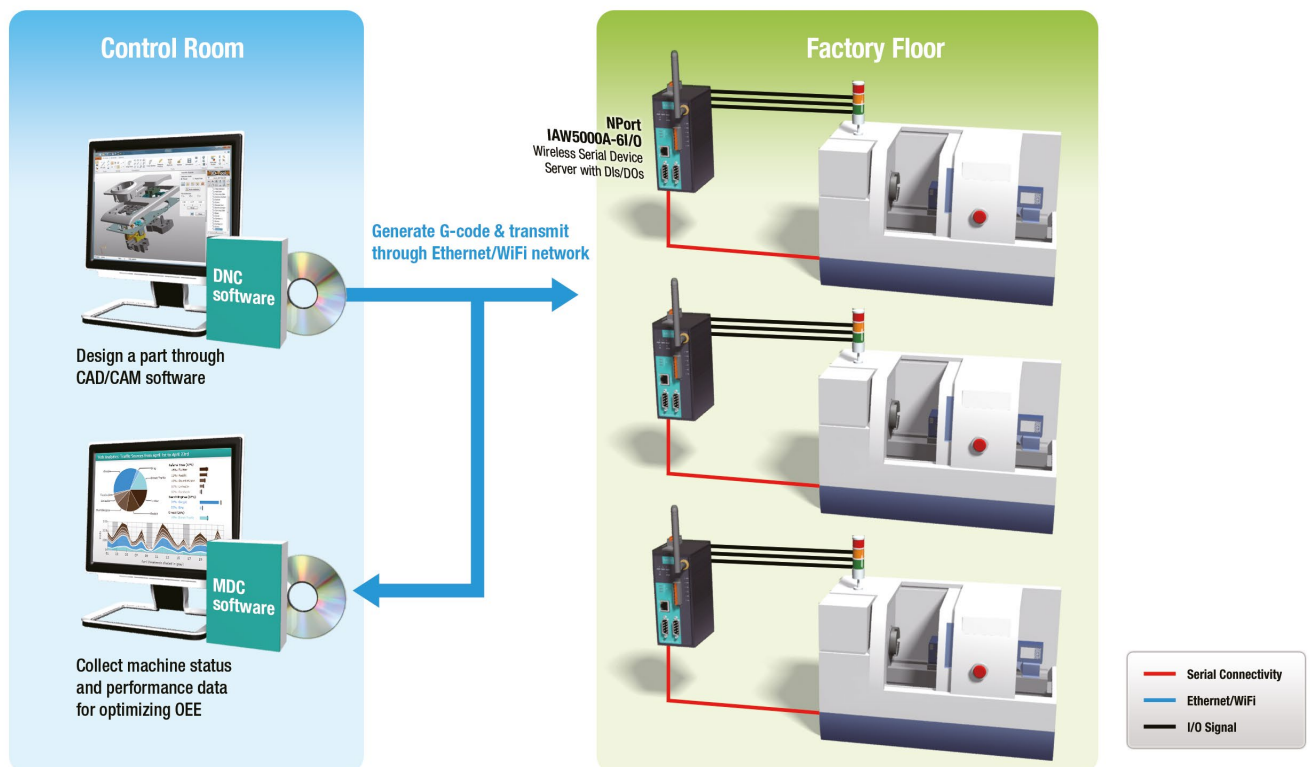 Control Room
DNC
software
Design a part through
CAD/CAM software
MDC
software
Collect machine status
and performance data
for optimizing OEE
Generate G-code & transmit
through Ethernet/WiFi network
Factory Floor
NPort
IAW5000A-6I/O
Wireless Serial Device
Server with DIs/DOs
Serial Connectivity
Ethernet/WiFi
I/O Signal